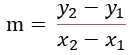 m = (y₂ − y₁) / (x₂ − x₁)